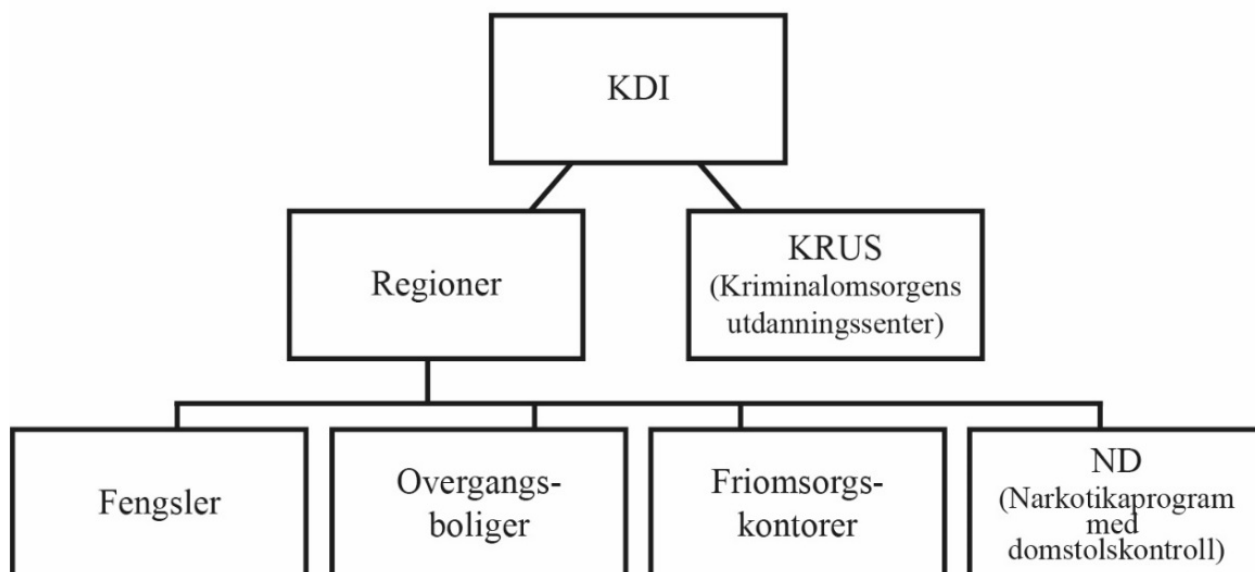 KDI
Regioner
KRUS
(Kriminalomsorgens
utdanningssenter)
Fengsler
Overgangs-
boliger
Friomsorgs-
kontorer
ND
(Narkotikaprogram
med
domstolskontroll)